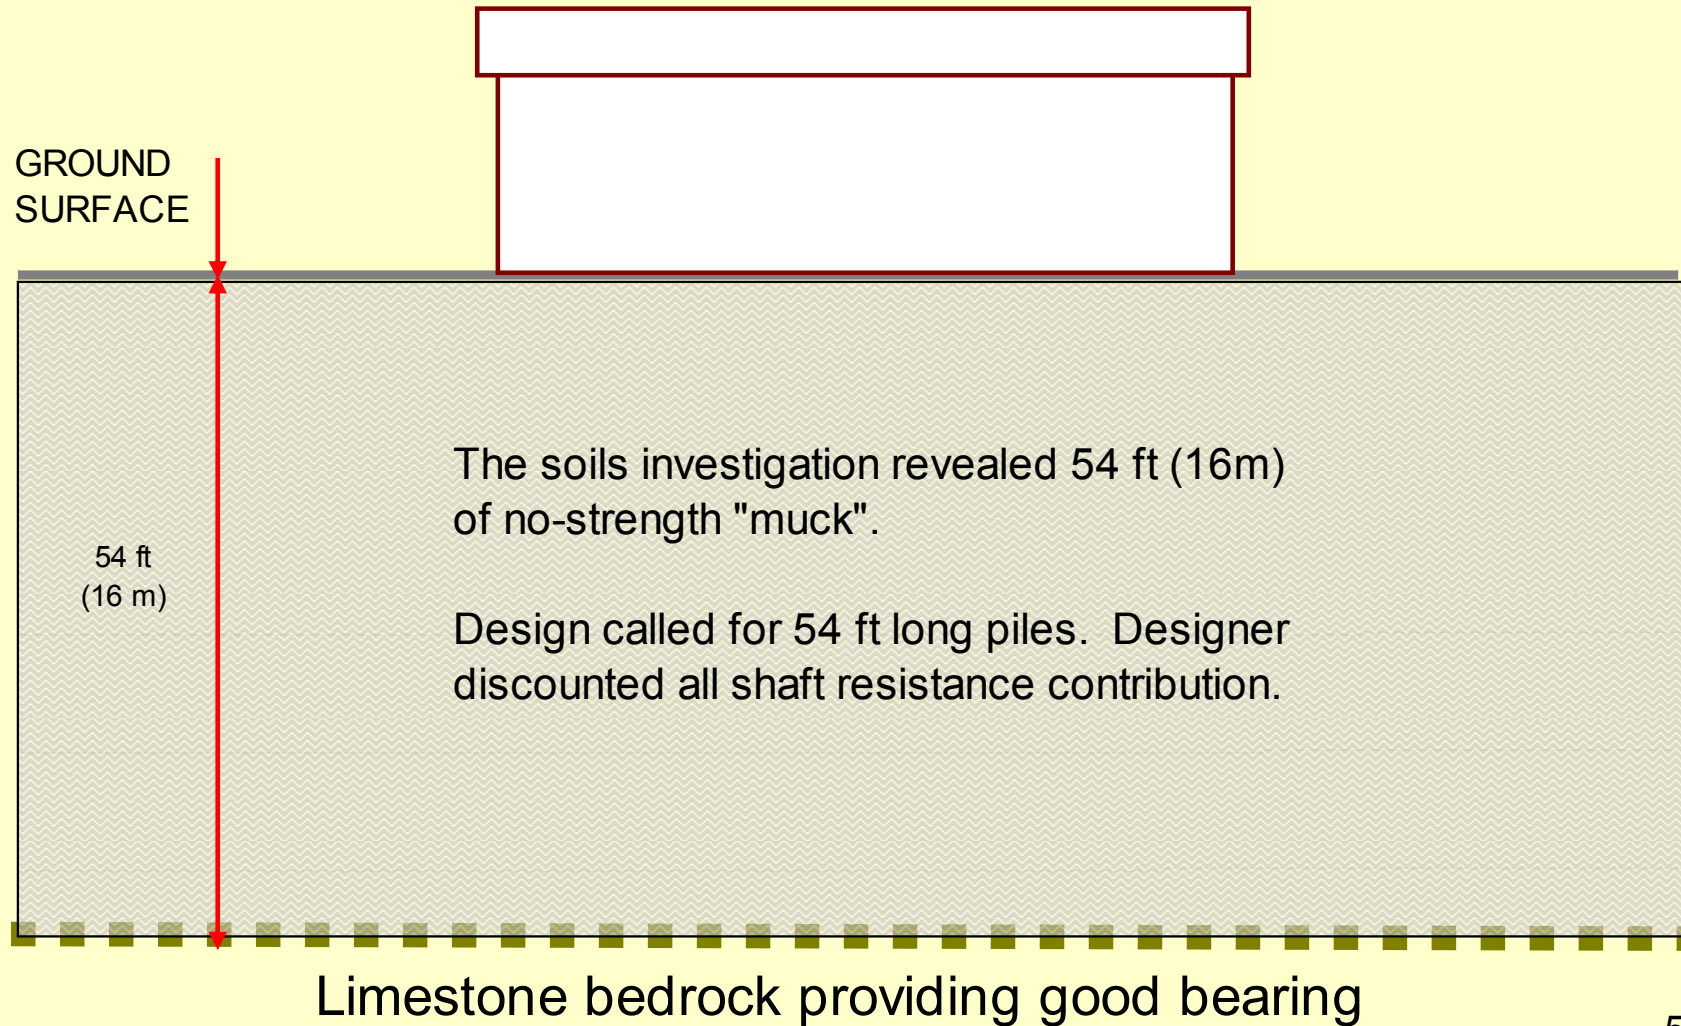 GROUND
SURFACE
The soils investigation revealed 54 ft (16m)
of no-strength "muck".
54 ft
(16 m)
Design called for 54 ft long piles. Designer
discounted all shaft resistance contribution.
Limestone bedrock providing good bearing